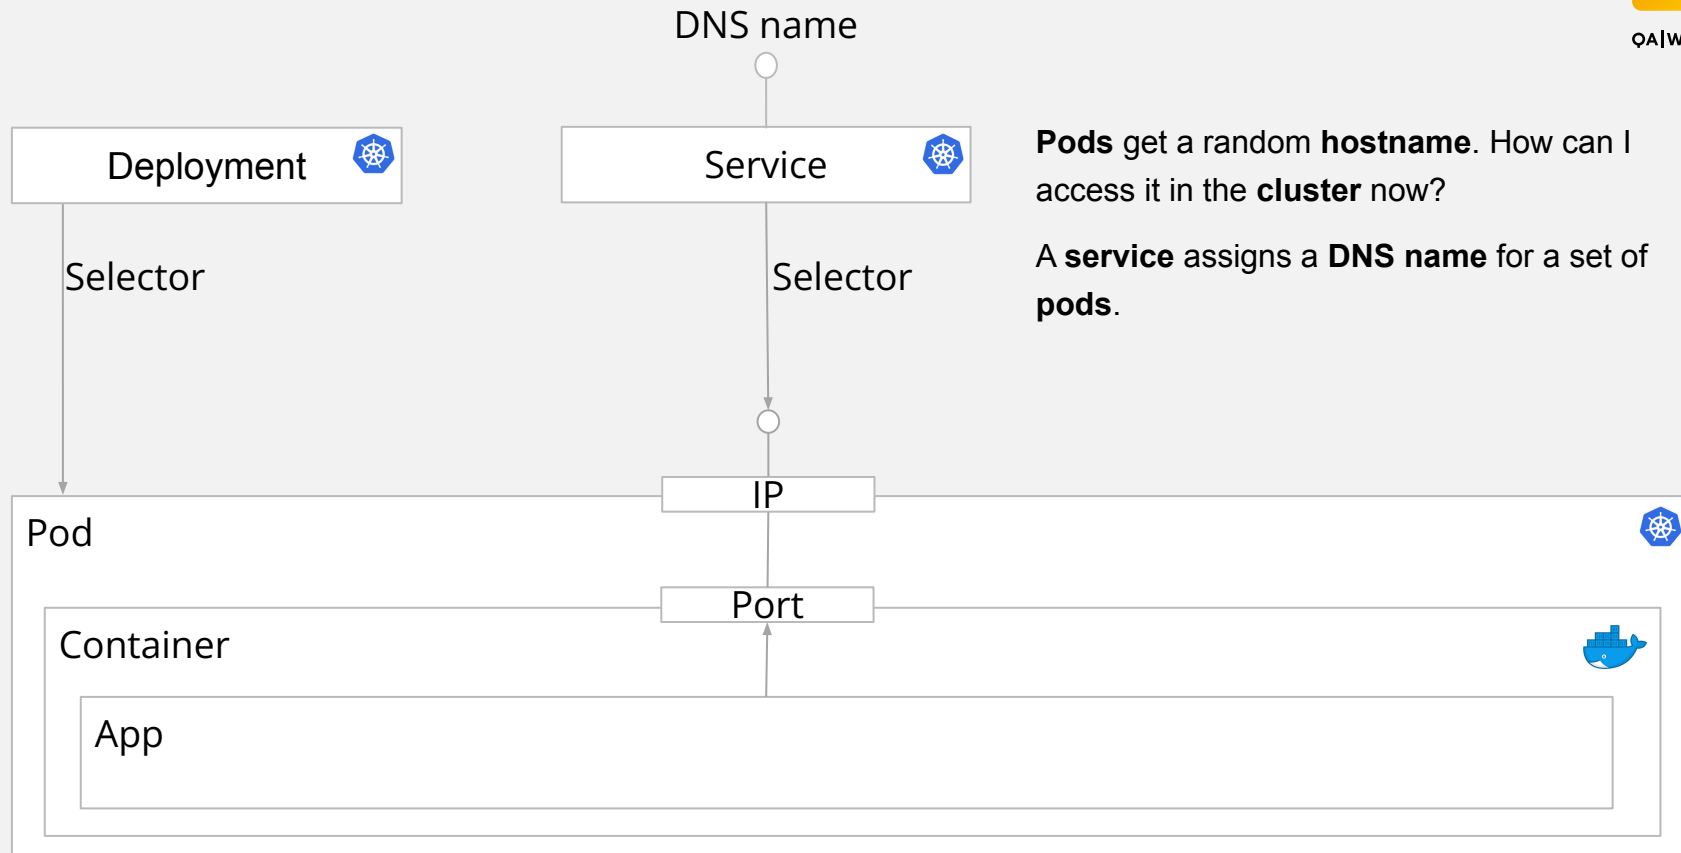 DNS name
QA|W
Deployment
Service
Pods get a random hostname. How can I
access it in the cluster now?
A service assigns a DNS name for a set of
pods.
Selector
Selector
IP
Pod
Port
Container
App